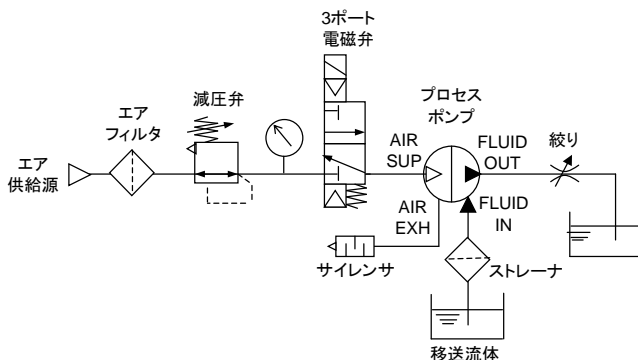 3ポート
電磁弁
エア
フィルタ
減圧弁
プロセス
ポンプ
エア
供給源
AIR
SUP
FLUID
OUT
絞り
AIR
EXH
FLUID
IN
サイレンサ
ストレーナ
移送流体